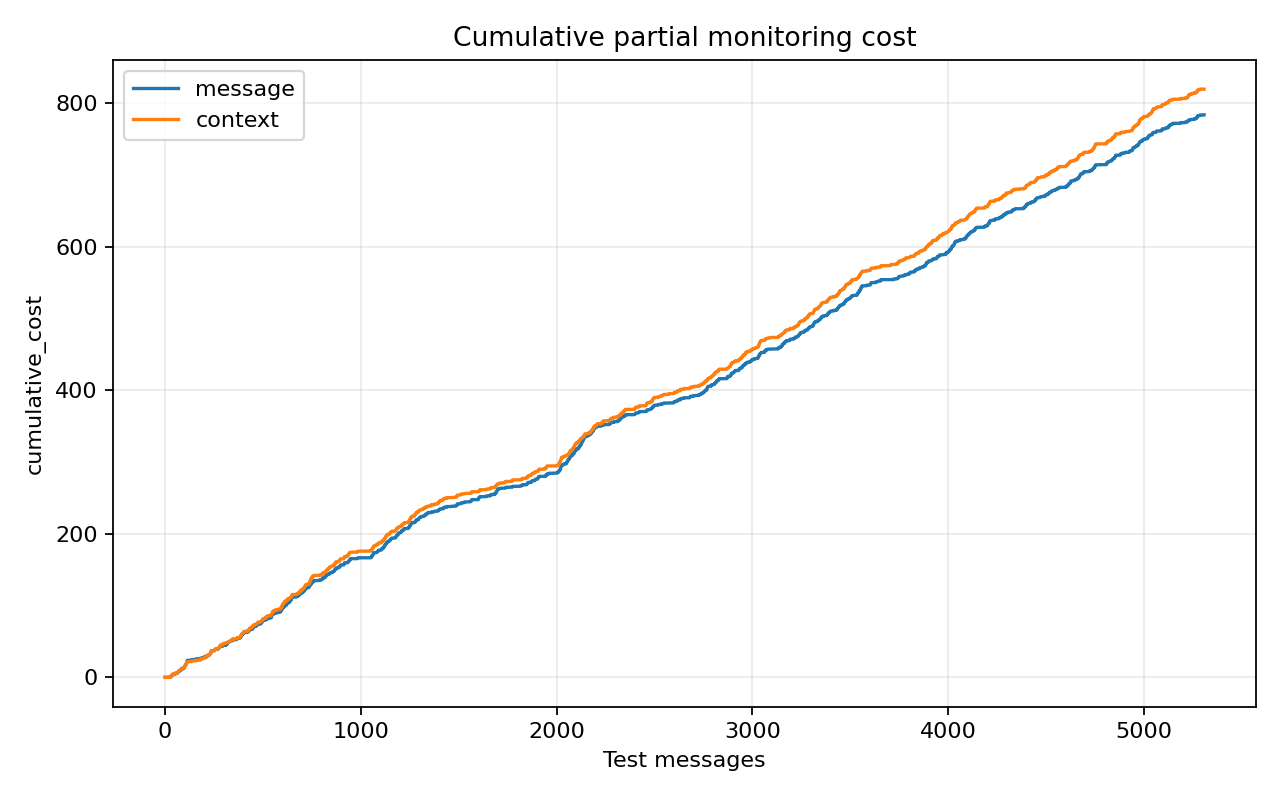 Cumulative partial monitoring cost
message
context
800
600
400
200
0
cumulative_cost
0 1000 2000 3000 4000 5000
Test messages